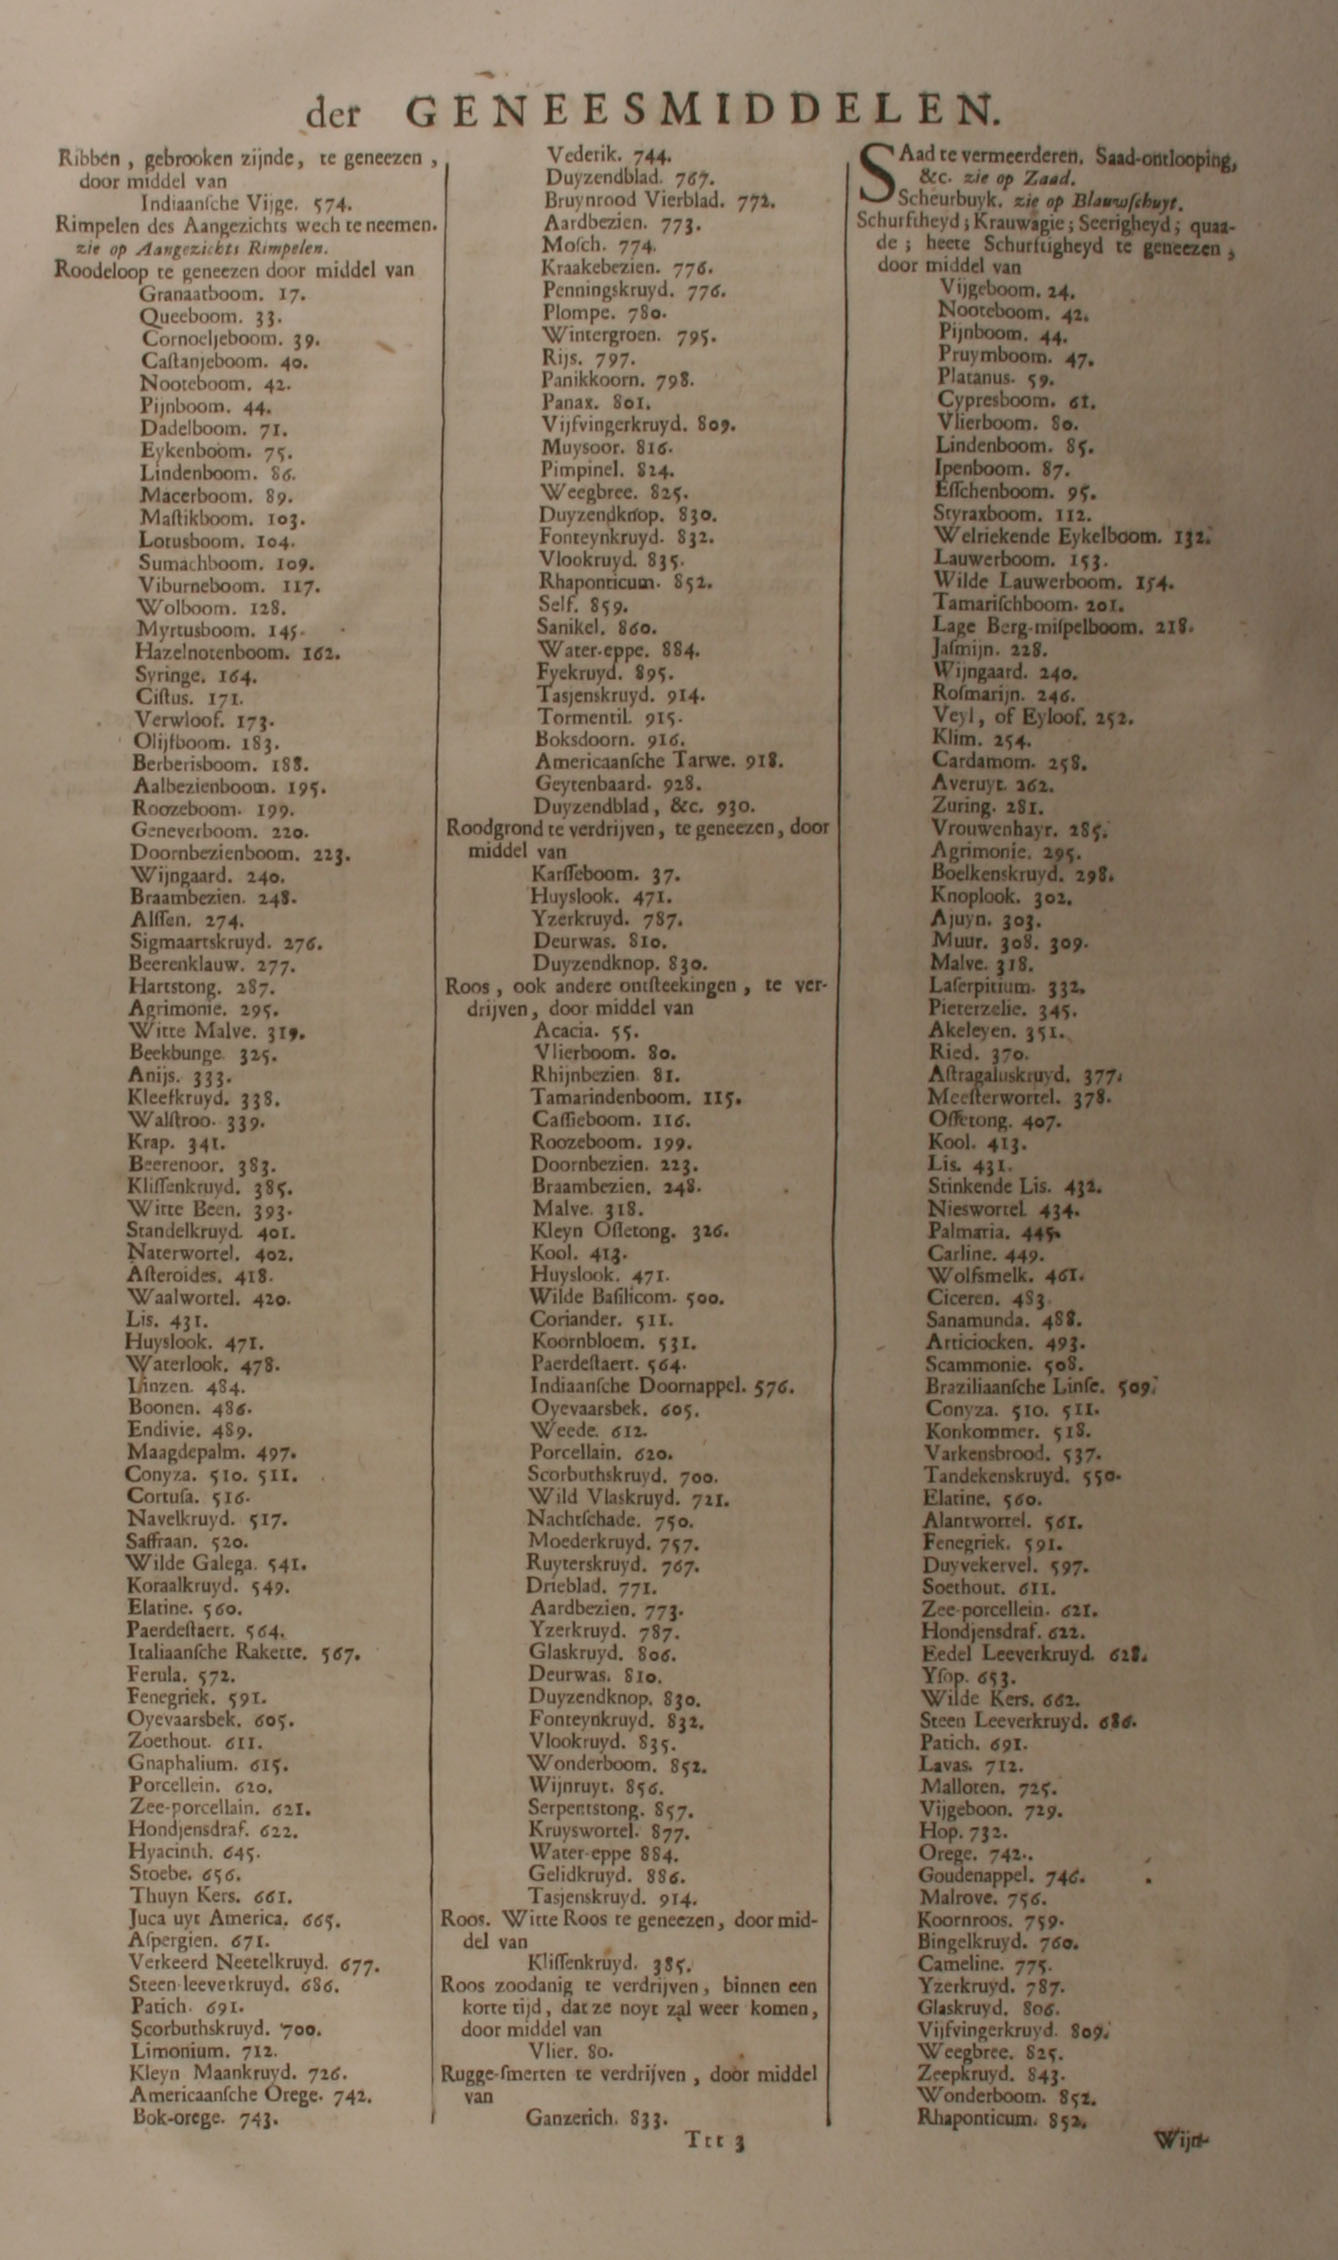 der GENEESMIDDELEN.
Ribben, gebrooken zijnde, te geneezen,
door middel van
Indiaanſche Vijge. 574.
Rimpelen des Aangezichts wech te neemen.
zie op Aangezichts Rimpelen.
Roodeloop te geneezen door middel van
Granaatboom. 17.
Queeboom. 33.
Cornoeljeboom. 39.
Caſtanjeboom. 40.
Nooteboom. 42.
Pijnboom. 44.
Dadelboom. 71.
Eykenboom. 75.
Lindenboom. 86.
Macerboom. 89.
Maſtikboom. 103.
Lotusboom. 104.
Sumachboom. 109.
Viburneboom. 117.
Wolboom. 128.
Myrtusboom. 145.
Hazelnotenboom. 162.
Syringe. 164.
Ciſtus. 171.
Verwloof. 173.
Olijfboom. 183.
Berberisboom. 188.
Aalbezienboom. 195.
Roozeboom. 199.
Geneverboom. 220.
Doornbezienboom. 223.
Wijngaard. 240.
Braambezien. 248.
Alſſen. 274.
Sigmaartskruyd. 276.
Beerenklauw. 277.
Hartstong. 287.
Agrimonie. 295.
Witte Malve. 319.
Beekbunge. 325.
Anijs. 333.
Kleefkruyd. 338.
Walſtroo. 339.
Krap. 341.
Beerenoor. 383.
Kliſſenkruyd. 385.
Witte Been. 393.
Standelkruyd. 401.
Naterwortel. 402.
Aſteroides. 418.
Waalwortel. 420.
Lis. 431.
Huyslook. 471.
Waterlook. 478.
Linzen. 484.
Boonen. 486.
Endivie. 489.
Maagdepalm. 497.
Conyza. 510. 511.
Cortuſa. 516.
Navelkruyd. 517.
Saffraan. 520.
Wilde Galega. 541.
Koraalkruyd. 549.
Elatine. 560.
Paerdeſtaert. 564.
Italiaanſche Rakette. 567.
Ferula. 572.
Fenegriek. 591.
Oyevaarsbek. 605.
Zoethout. 611.
Gnaphalium. 615.
Porcellein. 620.
Zee-porcellain. 621.
Hondjensdraf. 622.
Hyacinth. 645.
Stoebe. 656.
Thuyn Kers. 661.
Juca uyt America. 665.
Aſpergien. 671.
Verkeerd Neetelkruyd. 677.
Steen-leeverkruyd. 686.
Patich. 691.
Scorbuthskruyd. 700.
Limonium. 712.
Kleyn Maankruyd. 726.
Americaanſche Orege. 742.
Bok-orege. 743.
Vederik. 744.
Duyzendblad. 767.
Bruynrood Vierblad. 772.
Aardbezien. 773.
Moſch. 774.
Kraakebezien. 776.
Penningskruyd. 776.
Plompe. 780.
Wintergroen. 795.
Rijs. 797.
Panikkoorn. 798.
Panax. 801.
Vijfvingerkruyd. 809.
Muysoor. 816.
Pimpinel. 824.
Weegbree. 825.
Duyzendknop. 830.
Fonteynkruyd. 832.
Vlookruyd. 835.
Rhaponticum. 852.
Self. 859.
Sanikel. 860.
Water-eppe. 884.
Fyekruyd. 895.
Tasjenskruyd. 914.
Tormentil. 915.
Boksdoorn. 916.
Americaanſche Tarwe. 918.
Geytenbaard. 928.
Duyzendblad, &c. 930.
Roodgrond te verdrijven, te geneezen, door
middel van
Karſſeboom. 37.
Huyslook. 471.
Yzerkruyd. 787.
Deurwas. 810.
Duyzendknop. 830.
Roos, ook andere ontſteekingen, te ver-
drijven, door middel van
Acacia. 55.
Vlierboom. 80.
Rhijnbezien. 81.
Tamarindenboom. 115.
Caſſieboom. 116.
Roozeboom. 199.
Doornbezien. 223.
Braambezien. 248.
Malve. 318.
Kleyn Oſſetong. 326.
Kool. 413.
Huyslook. 471.
Wilde Baſilicom. 500.
Coriander. 511.
Koornbloem. 531.
Paerdeſtaert. 564.
Indiaanſche Doornappel. 576.
Oyevaarsbek. 605.
Weede. 612.
Porcellain. 620.
Scorbuthskruyd. 700.
Wild Vlaskruyd. 721.
Nachtſchade. 750.
Moederkruyd. 757.
Ruyterskruyd. 767.
Drieblad. 771.
Aardbezien. 773.
Yzerkruyd. 787.
Glaskruyd. 806.
Deurwas. 810.
Duyzendknop. 830.
Fonteynkruyd. 832.
Vlookruyd. 835.
Wonderboom. 852.
Wijnruyt. 856.
Serpentstong. 857.
Kruyswortel. 877.
Water-eppe 884.
Gelidkruyd. 886.
Tasjenskruyd. 914.
Roos. Witte Roos te geneezen, door mid-
del van
Kliſſenkruyd. 385.
Roos zoodanig te verdrijven, binnen een
korte tijd, dat ze noyt zal weer komen,
door middel van
Vlier. 80.
Rugge-ſmerten te verdrijven, door middel
van
Ganzerich. 833.
Ttt 3
SAad te vermeerderen. Saad-ontlooping,
&c. zie op Zaad.
Scheurbuyk. zie op Blauwſchuyt.
Schurftheyd; Krauwagie; Seerigheyd; quaa-
de; heete Schurftigheyd te geneezen,
door middel van
Vijgeboom. 24.
Nooteboom. 42.
Pijnboom. 44.
Pruymboom. 47.
Platanus. 59.
Cypresboom. 61.
Vlierboom. 80.
Lindenboom. 85.
Ipenboom. 87.
Eſſchenboom. 95.
Styraxboom. 112.
Welriekende Eykelboom. 132.
Lauwerboom. 153.
Wilde Lauwerboom. 154.
Tamariſchboom. 201.
Lage Berg-miſpelboom. 218.
Jaſmijn. 228.
Wijngaard. 240.
Roſmarijn. 246.
Veyl, of Eyloof. 252.
Klim. 254.
Cardamom. 258.
Averuyt. 262.
Zuring. 281.
Vrouwenhayr. 285.
Agrimonie. 295.
Boelkenskruyd. 298.
Knoplook. 302.
Ajuyn. 303.
Muur. 308. 309.
Malve. 318.
Laſerpitium. 332.
Pieterzelie. 345.
Akeleyen. 351.
Ried. 370.
Aſtragaluskruyd. 377.
Meeſterwortel. 378.
Oſſetong. 407.
Kool. 413.
Lis. 431.
Stinkende Lis. 432.
Nieswortel. 434.
Palmaria. 445.
Carline. 449.
Wolfsmelk. 461.
Ciceren. 483.
Sanamunda. 488.
Articiocken. 493.
Scammonie. 508.
Braziliaanſche Linſe. 509.
Conyza. 510. 511.
Konkommer. 518.
Varkensbrood. 537.
Tandekenskruyd. 550.
Elatine. 560.
Alantwortel. 561.
Fenegriek. 591.
Duyvekervel. 597.
Soethout. 611.
Zee-porcellein. 621.
Hondjensdraf. 622.
Eedel Leeverkruyd. 628.
Yſop. 653.
Wilde Kers. 662.
Steen Leeverkruyd. 686.
Patich. 691.
Lavas. 712.
Malloten. 725.
Vijgeboon. 729.
Hop. 732.
Orege. 742.
Goudenappel. 746.
Malrove. 756.
Koornroos. 759.
Bingelkruyd. 760.
Cameline. 775.
Yzerkruyd. 787.
Glaskruyd. 806.
Vijfvingerkruyd. 809.
Weegbree. 825.
Zeepkruyd. 843.
Wonderboom. 852.
Rhaponticum. 852.
Wijn-